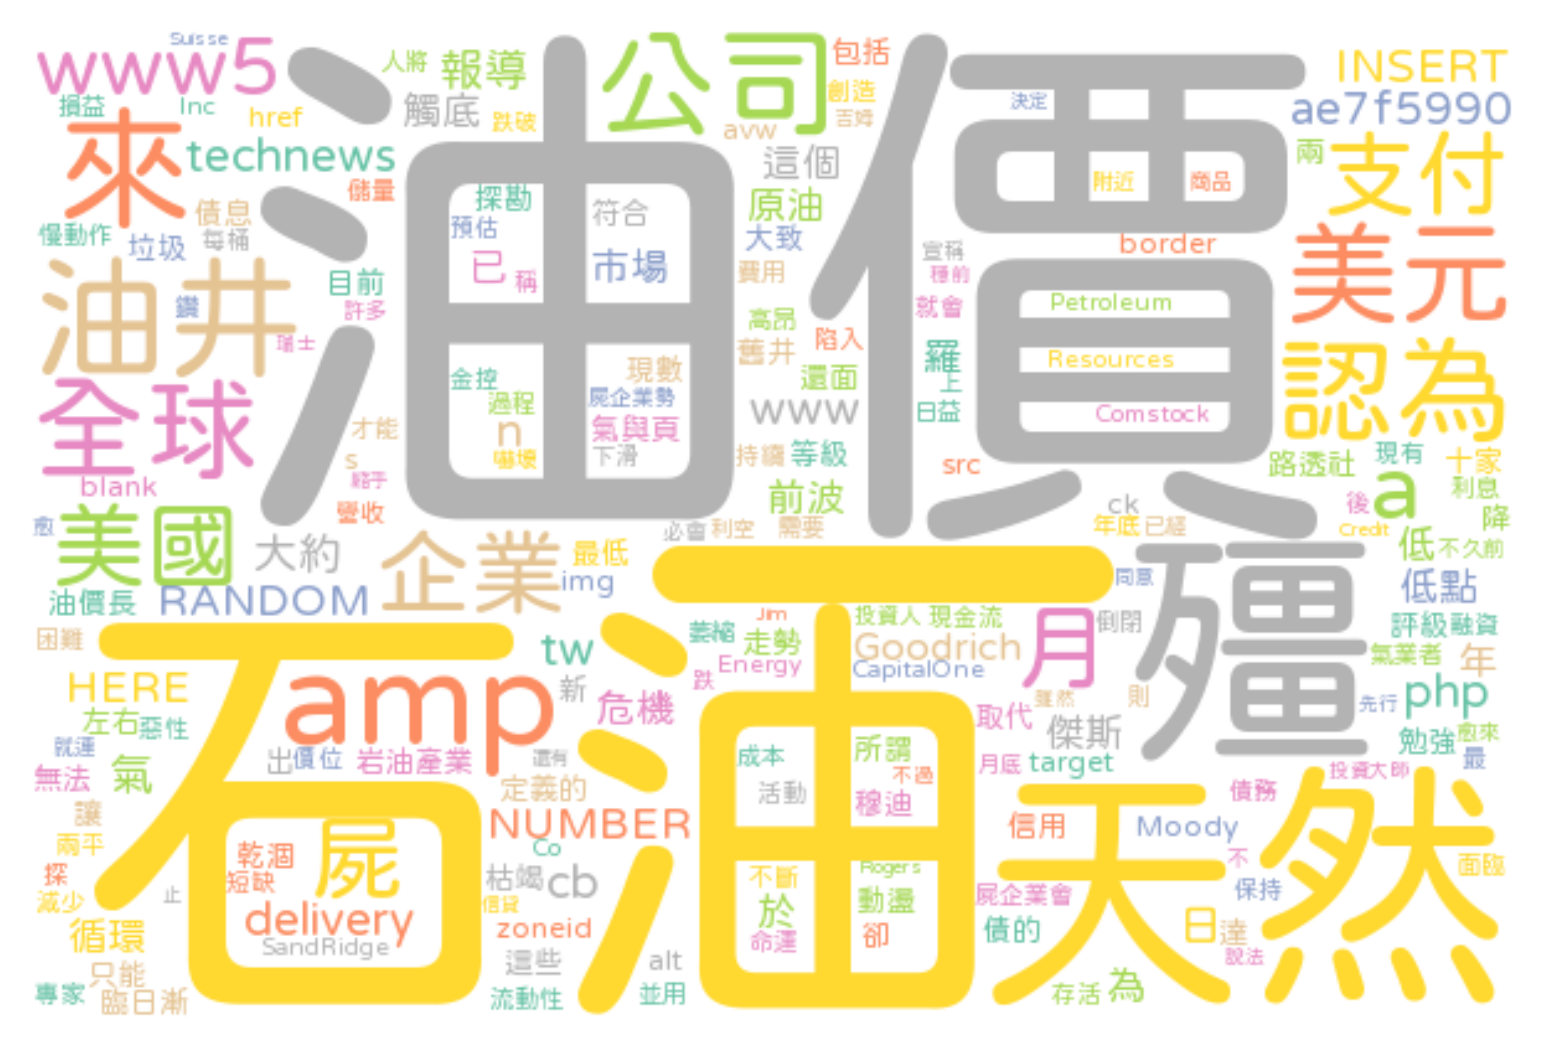 Suisse
www5
油價
人將
報導
公司
包括
INSERT
損益
Inc
href
觸底
跌破
創造
吉姆
avw
決定
ae7f5990
來
technews
這個
兩
支付
儲量
探勘
符合
附近
商品
債息
原油
慢動作
垃圾
每桶
預估
大致
border
美元
油井
目前
已
稱
市場
費用
宣稱
種前
鑽
許多
就會
Petroleum
高昂
瑞士
陷入
舊井
羅
Resources
認為
全球
金控
現數
還面
上
過程
屍企業勢
www
日益
Comstock
才能
n
氣與頁
嚇壞
下滑
持續
等級
s
src
路透社
現有
十家
blank
縮手
前波
a
利息
變收
ck
後
愈
美國
大約
必會
利空
需要
年底
已經
Credit
降
企業
最低
低
不久前
img
同意
殭
低點
油價長
RANDOM
石油
Jim
投資人
現金流
月
倒閉
評級
融資
困難
萎縮
走勢
Goodrich
tw
氣業者
年
Energy
CapitalOne
HERE
amp
新
跌
雖然
則
php
危機
先行
左右
惡性
取代
傑斯
就連
勉強
愈來
出
價位
岩油產業
還有
成本
所謂
最
無法
氣
月底
target
投資大師
定義的
活動
不過
穆迪
天然
債務
讓
NUMBER
信用
Moody
兩平
乾涸
屍
Co
不
面臨
探
短缺
枯竭
cb
不斷
Rogers
屍企業會
保持
減少
止
信貸
於
動盪
delivery
循環
zoneid
命運
卻
債的
日
達
SandRidge
這些
alt
說法
只能
專家
臨日漸
流動性
並用
存活
為